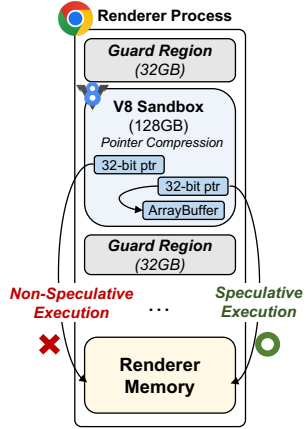 Renderer Process
Guard Region
(32GB)
8
V8 Sandbox
(128GB)
Pointer Compression
32-bit ptr
32-bit ptr
ArrayBuffer
Guard Region
(32GB)
Non-Speculative
Execution
...
Speculative
Execution
Renderer
Memory